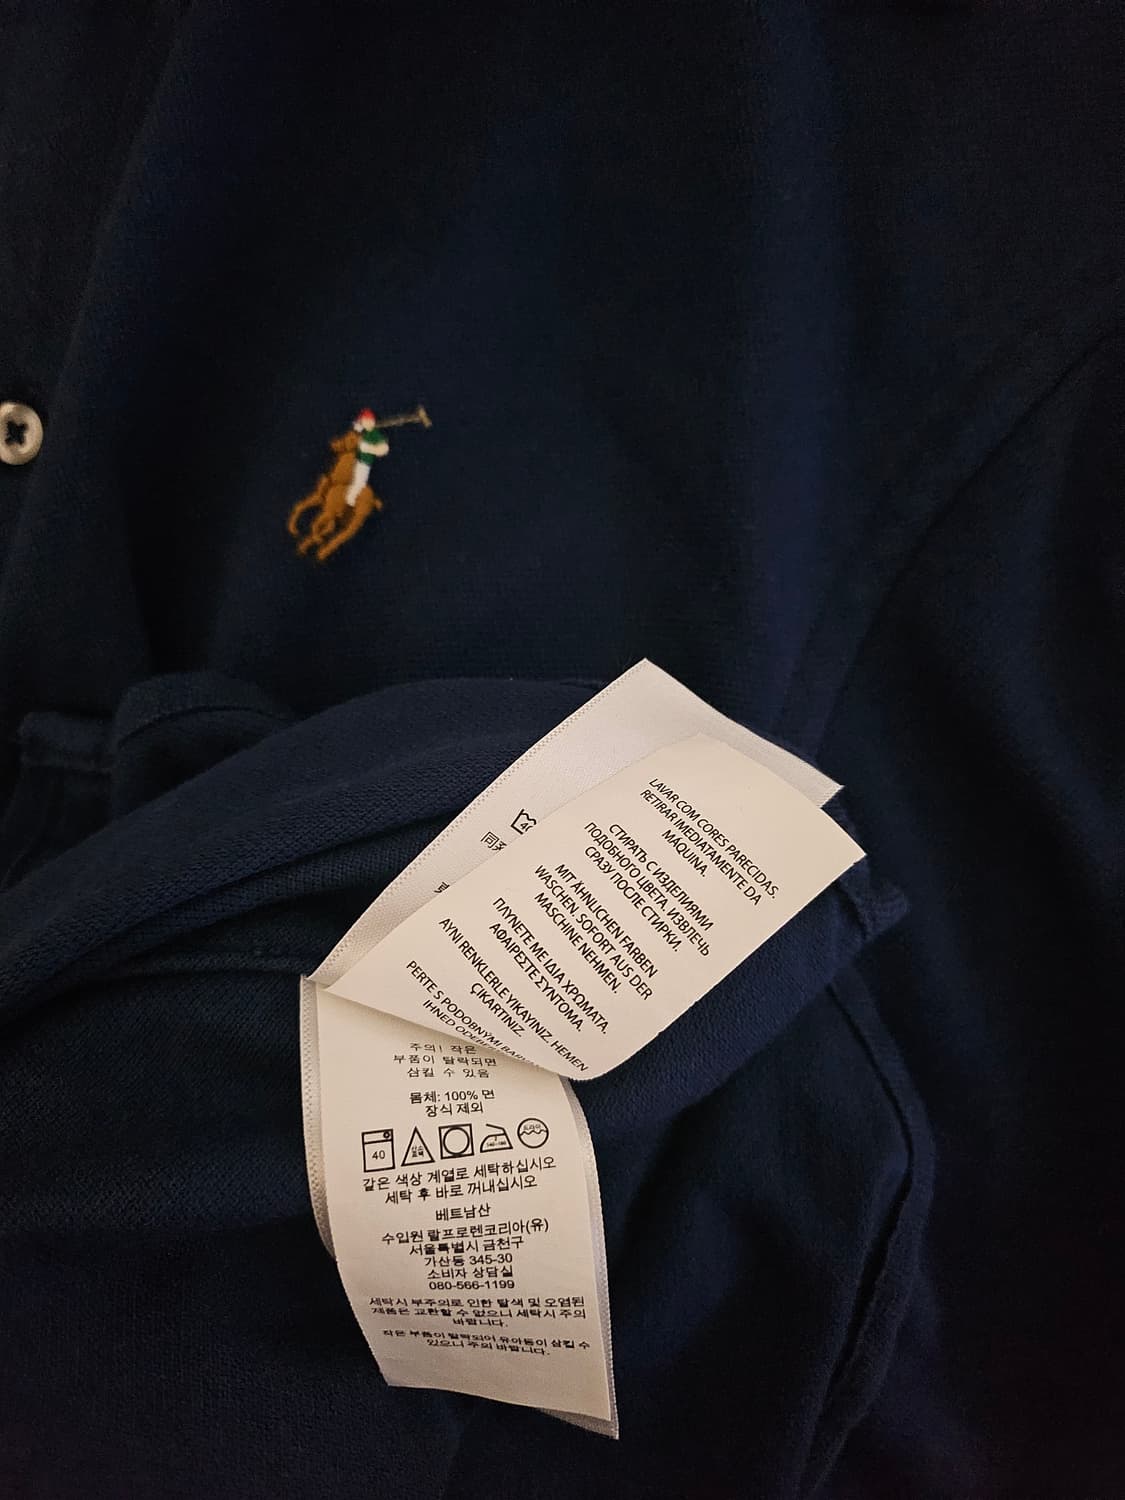 LAVAR COM CORES PARECIDAS.
RETIRAR IMEDIATAMENTE DA
MÁQUINA.
СТИРАТЬ С ИЗДЕЛИЯМИ
ПОДОБНОГО ЦВЕТА. ИЗВЛЕЧЬ
СРАЗУ ПОСЛЕ СТИРКИ.
MIT ÄHNLICHEN FARBEN
WASCHEN. SOFORT AUS DER
MASCHINE NEHMEN.
ΠΛΥΝΕΤΕ ΜΕ ΙΔΙΑ ΧΡΩΜΑΤΑ.
ΑΦΑΙΡΕΣΤΕ ΣΥΝΤΟΜΑ.
AYNI RENKLERLE YIKAYINIZ. HEMEN
ÇIKARTINIZ.
PERTE S PODOBNÝMI
IHNED
40
同
주의! 작은
부품이 탈락되면
삼킬 수 있음
몸체: 100% 면
장식 제외
40
같은 색상 계열로 세탁하십시오
세탁 후 바로 꺼내십시오
베트남산
수입원 랄프로렌코리아(유)
서울특별시 금천구
가산동 345-30
소비자 상담실
080-566-1199
세탁시 부주의로 인한 탈색 및 오염된
제품은 교환할 수 없으니 세탁시 주의
바랍니다.
작은 부품이 탈락되어 유아동이 삼킬 수
있으니 주의 바랍니다.